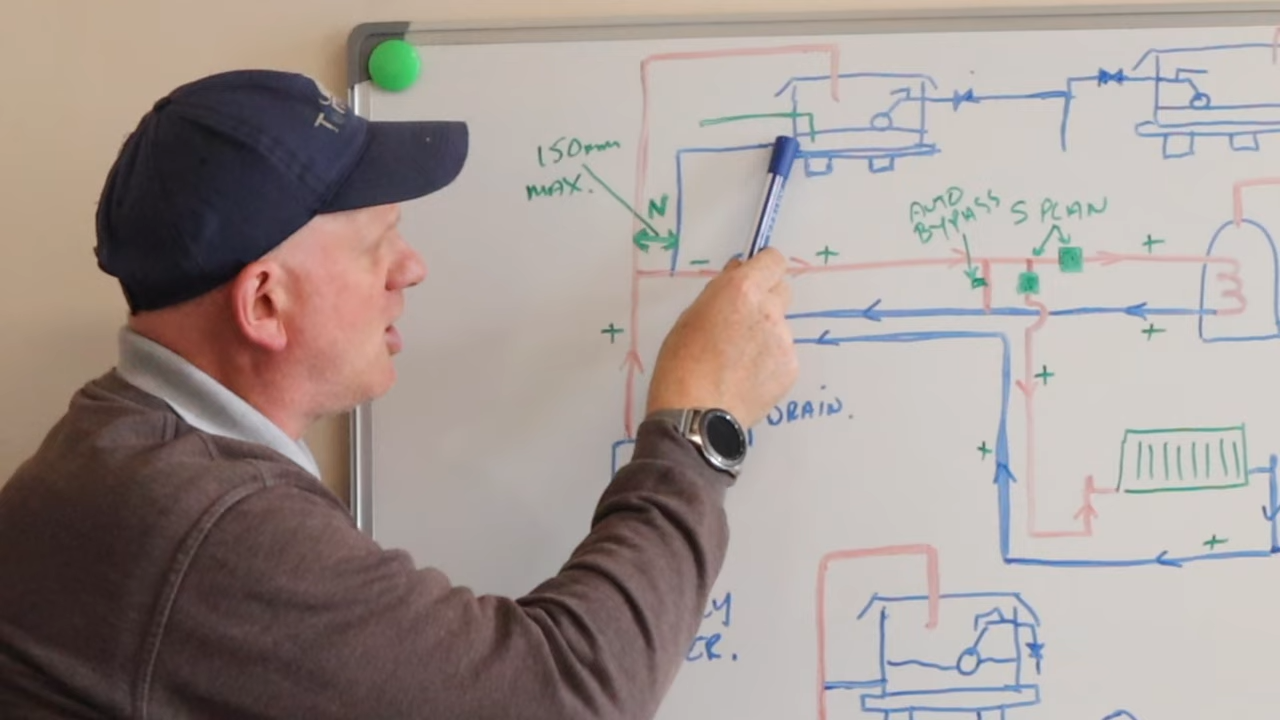 150mm
MAX.
N
AUTO
BYPASS
S PLAN
-
+
+
+
+
+
+
+
DRAIN.